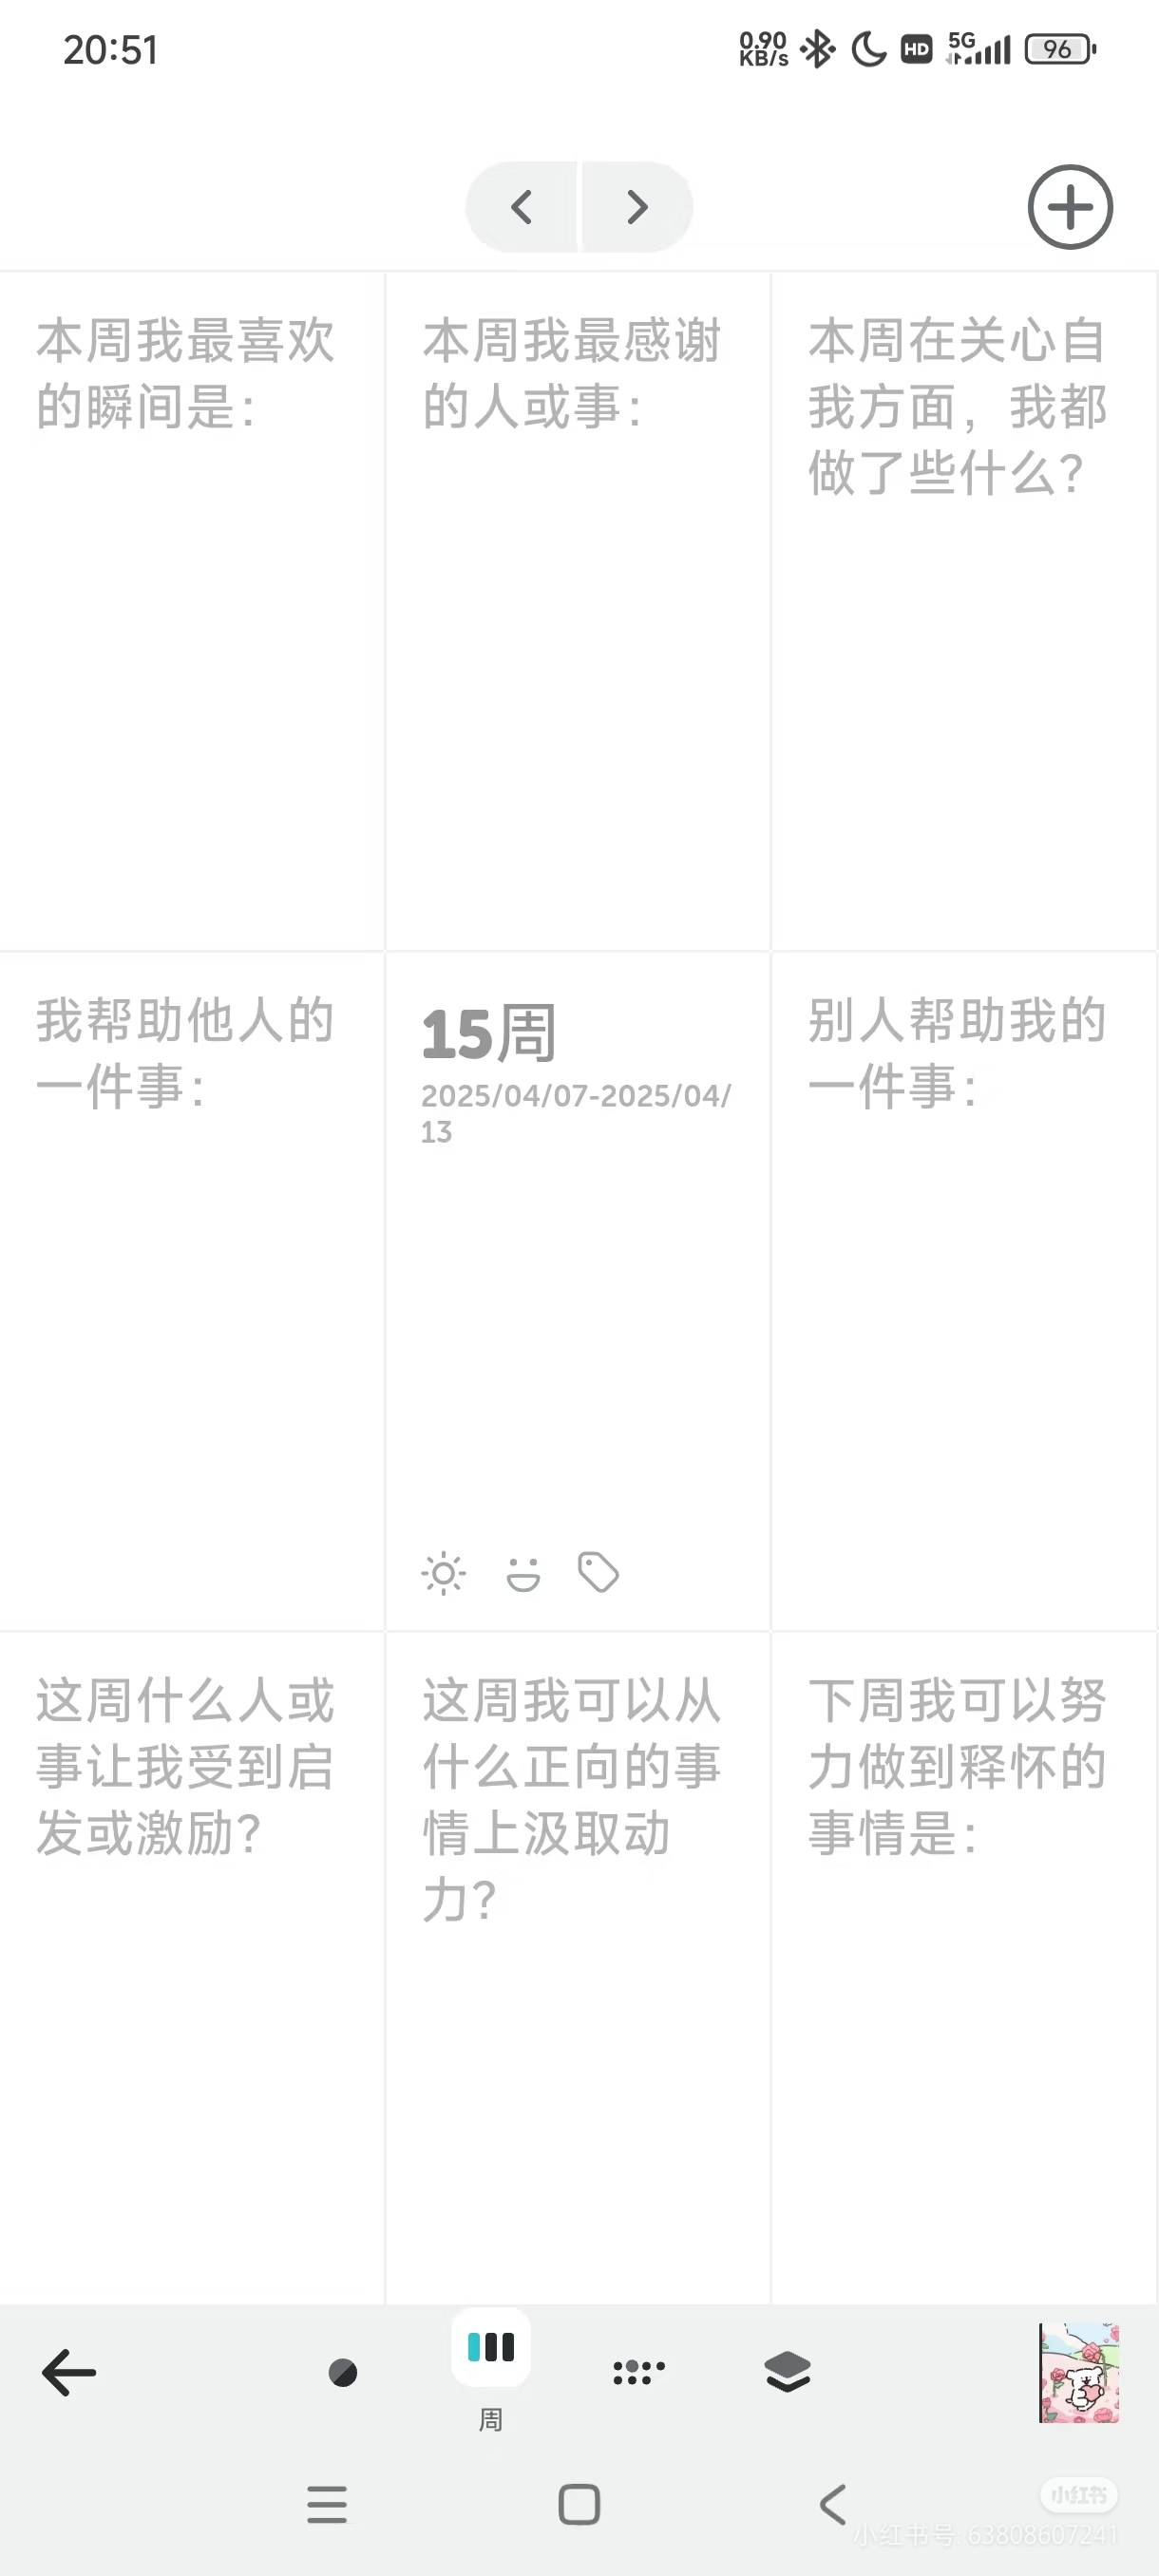 20:51
0.90
KB/s
HD
5G
96
本周我最喜欢
的瞬间是：
本周我最感谢
的人或事：
本周在关心自
我方面，我都
做了些什么？
我帮助他人的
一件事：
15周
2025/04/07-2025/04/
13
别人帮助我的
一件事：
这周什么人或
事让我受到启
发或激励？
这周我可以从
什么正向的事
情上汲取动
力？
下周我可以努
力做到释怀的
事情是：
周
小红书
小红书号: 63808607241